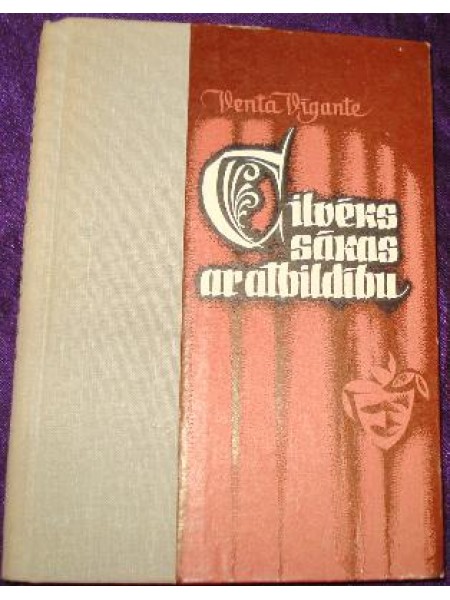 Venta Vīgante
Cilvēks
sākas
ar atbildību